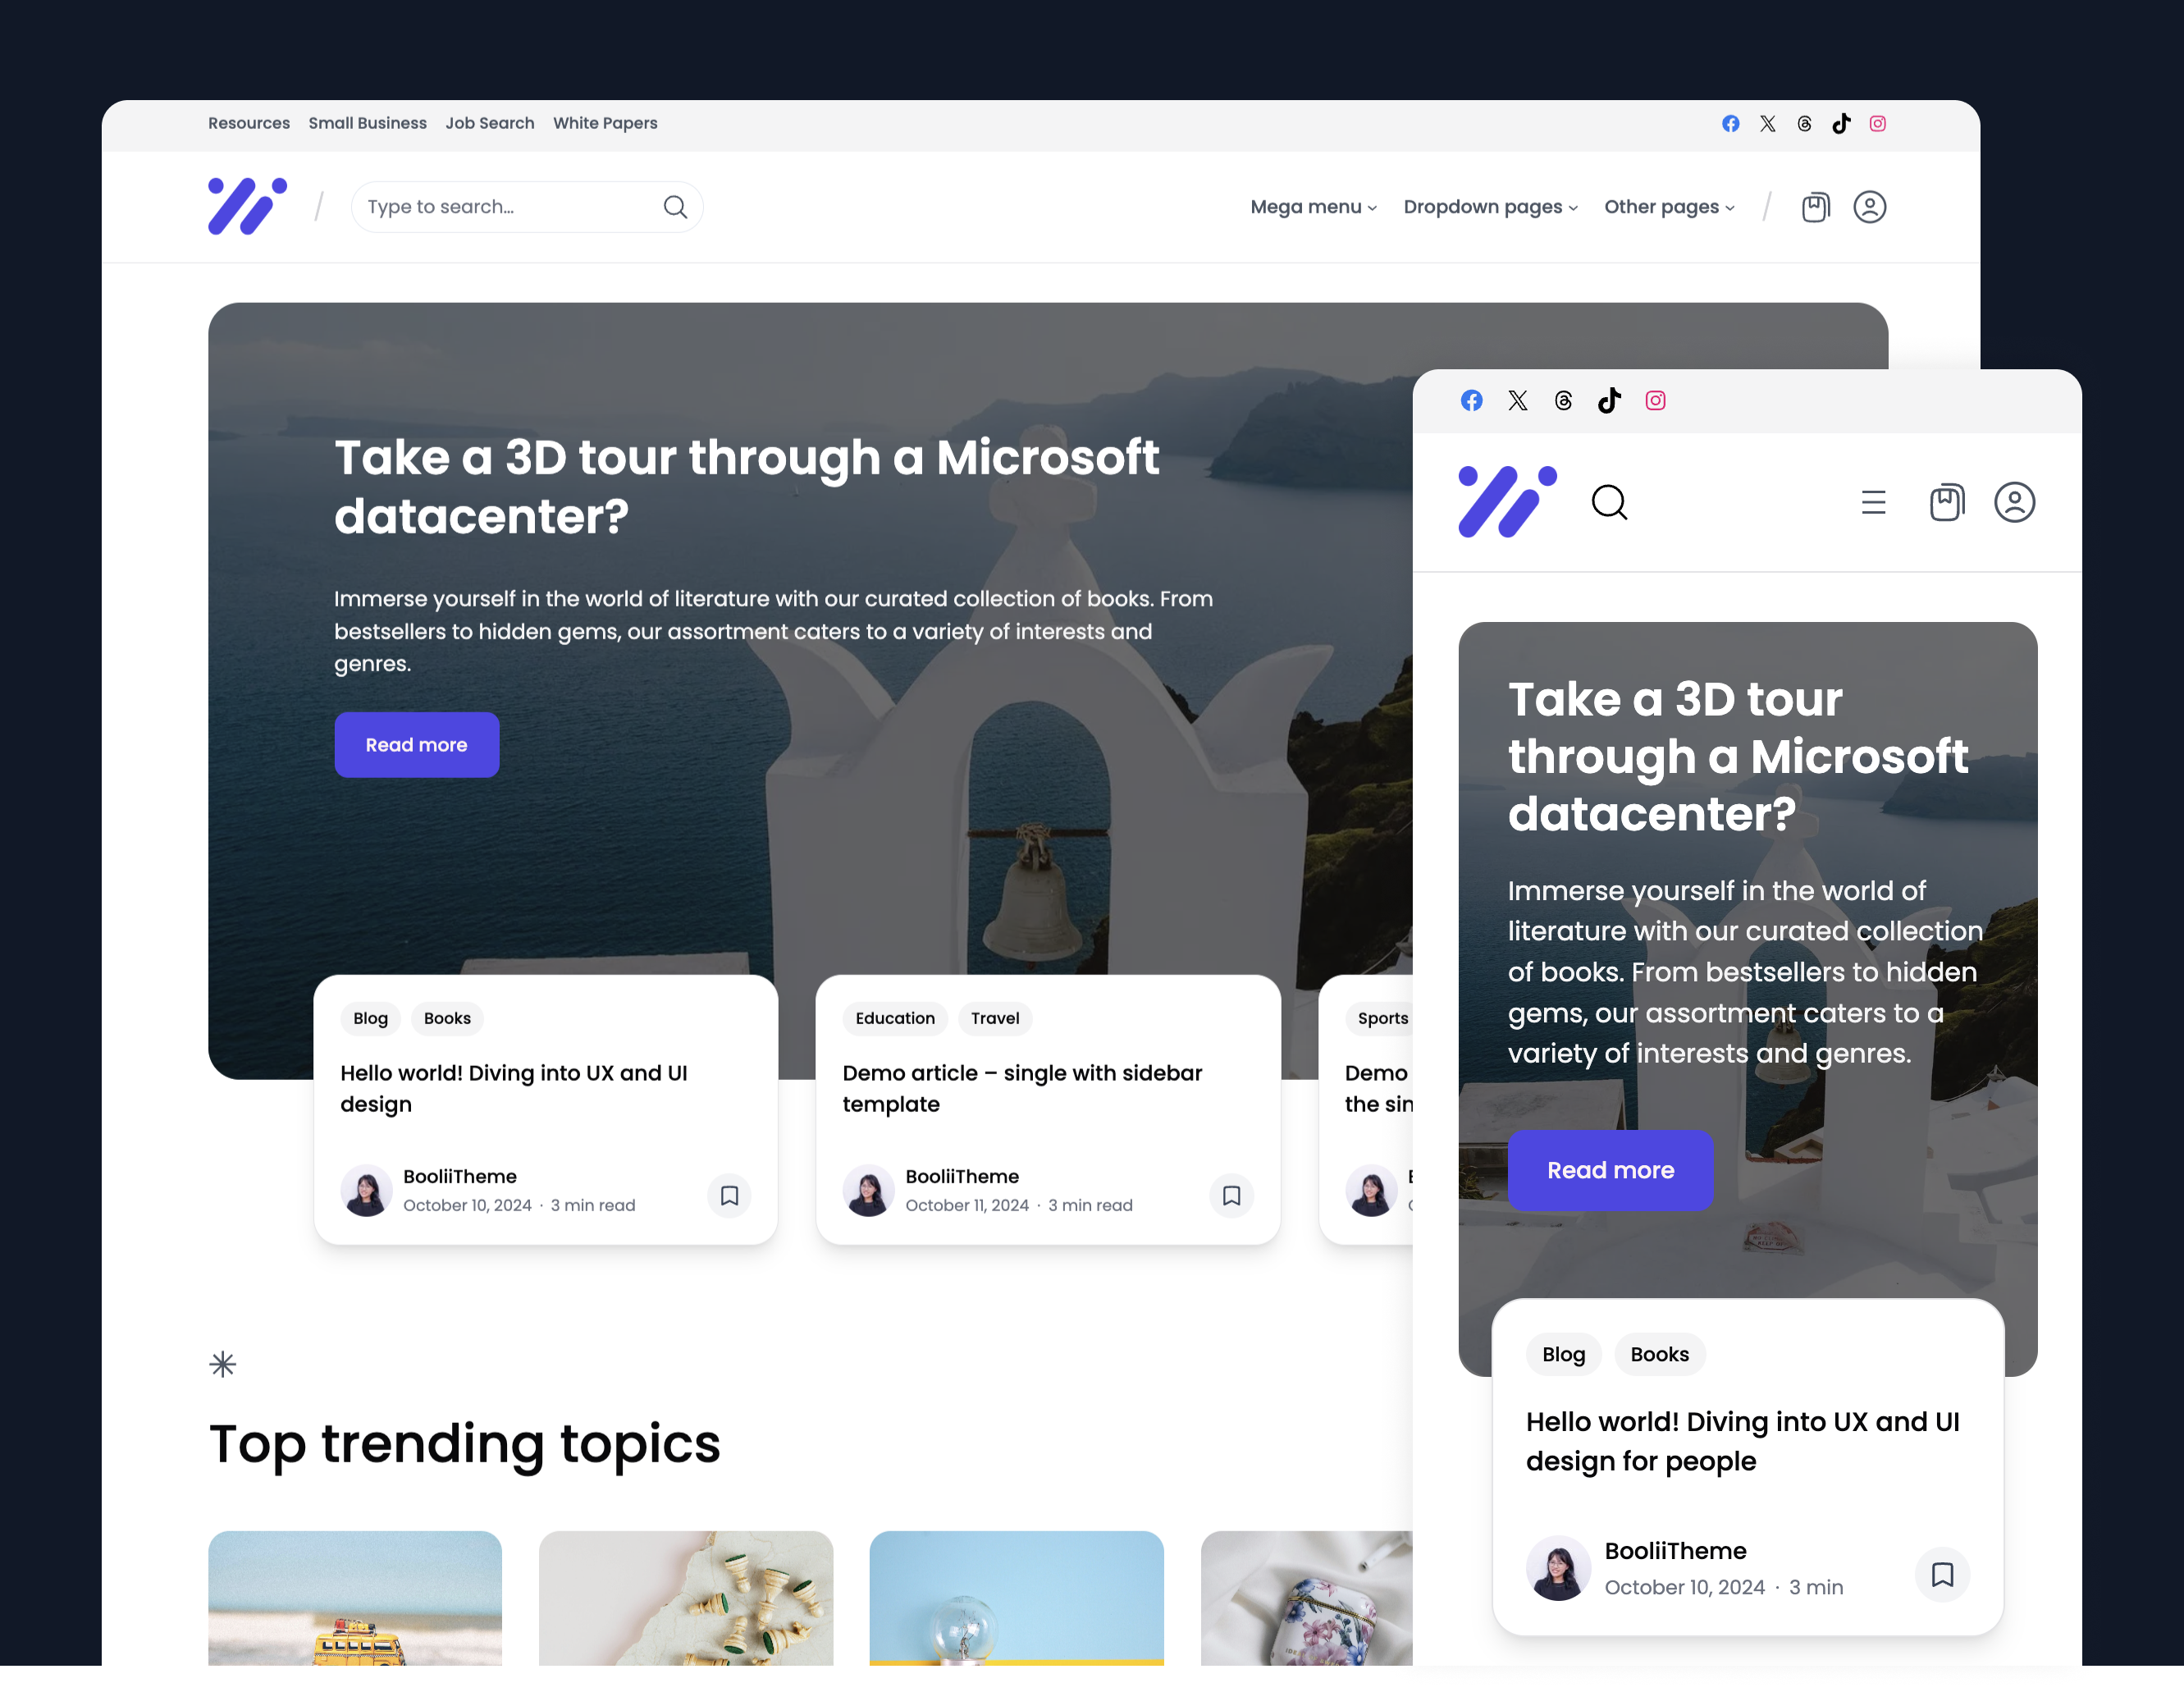 Resources Small Business Job Search White Papers
Type to search...
Mega menu Dropdown pages Other pages
Take a 3D tour through a Microsoft
datacenter?
Immerse yourself in the world of literature with our curated collection of books. From
bestsellers to hidden gems, our assortment caters to a variety of interests and
genres.
Read more
Blog Books
Hello world! Diving into UX and UI
design
BooliiTheme
October 10, 2024 · 3 min read
Education Travel
Demo article – single with sidebar
template
BooliiTheme
October 11, 2024 · 3 min read
Sports
Demo
the
Top trending topics
Take a 3D tour
through a Microsoft
datacenter?
Immerse yourself in the world of
literature with our curated collection
of books. From bestsellers to hidden
gems, our assortment caters to a
variety of interests and genres.
Read more
Blog Books
Hello world! Diving into UX and UI
design for people
BooliiTheme
October 10, 2024 · 3 min